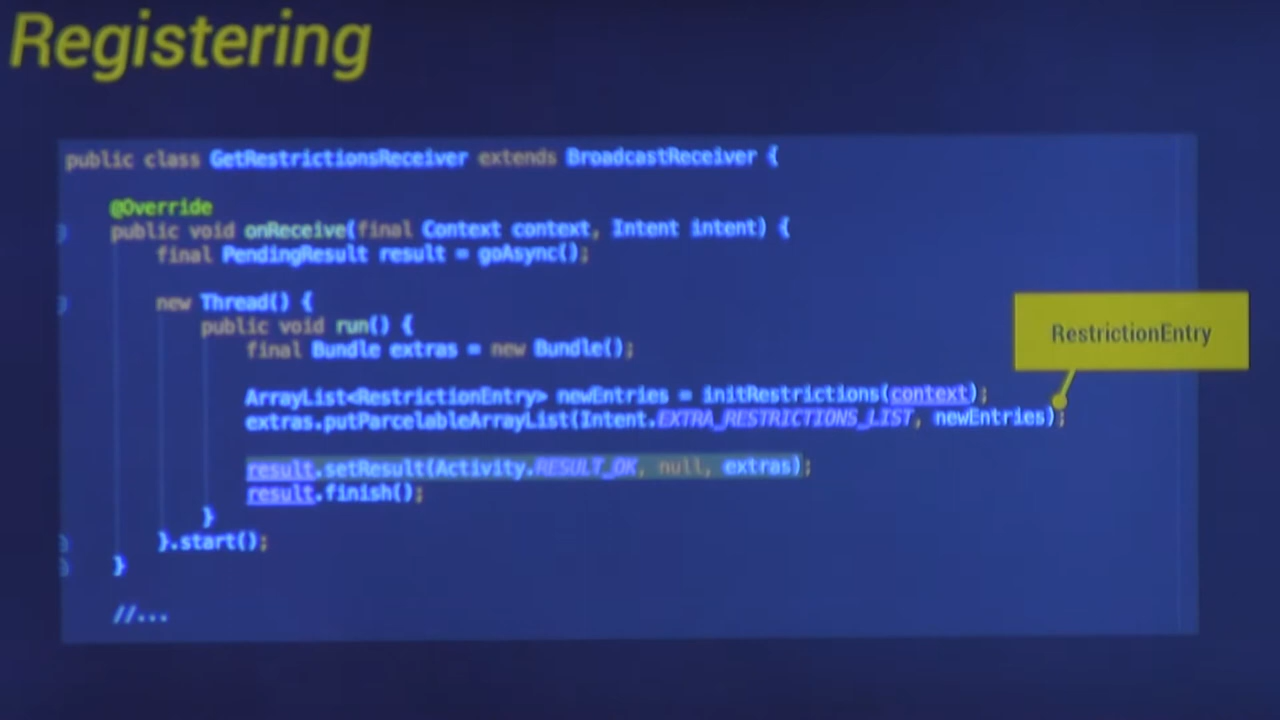 Registering
public class GetRestrictionsReceiver extends BroadcastReceiver {
@Override
public void onReceive(final Context context, Intent intent) {
final PendingResult result = goAsync();
new Thread() {
public void run() {
final Bundle extras = new Bundle();
RestrictionEntry
ArrayList<RestrictionEntry> newEntries = initRestrictions(context);
extras.putParcelableArrayList(Intent.EXTRA_RESTRICTIONS_LIST, newEntries);
result.setResult(Activity.RESULT_OK, null, extras);
result.finish();
}
}.start();
}
//...